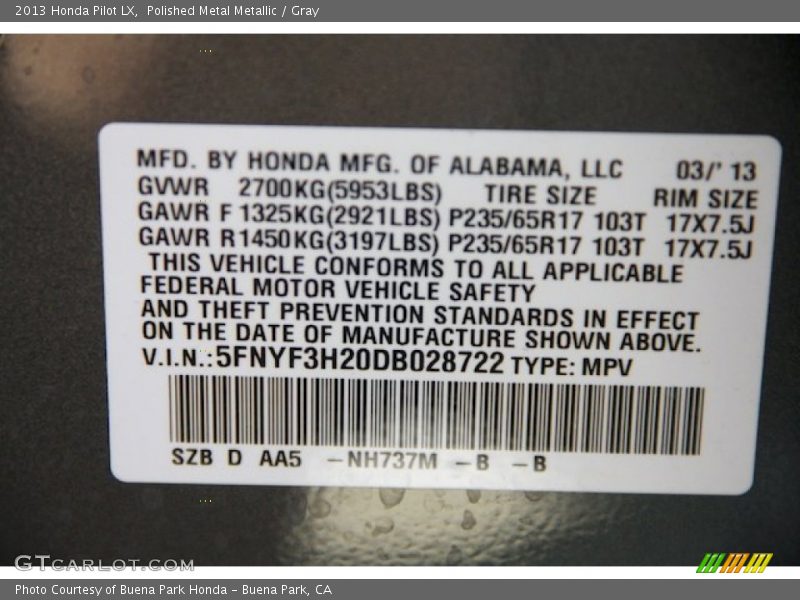 2013 Honda Pilot LX, Polished Metal Metallic / Gray
MFD. BY HONDA MFG. OF ALABAMA, LLC 03/' 13
GVWR 2700KG(5953LBS) TIRE SIZE RIM SIZE
GAWR F 1325KG(2921LBS) P235/65R17 103T 17X7.5J
GAWR R1450KG(3197LBS) P235/65R17 103T 17X7.5J
THIS VEHICLE CONFORMS TO ALL APPLICABLE
FEDERAL MOTOR VEHICLE SAFETY
AND THEFT PREVENTION STANDARDS IN EFFECT
ON THE DATE OF MANUFACTURE SHOWN ABOVE.
V.I.N.:5FNYF3H20DB028722 TYPE: MPV
SZB D AA5 –NH737M –B –B
GTCARLOT.COM
Photo Courtesy of Buena Park Honda – Buena Park, CA